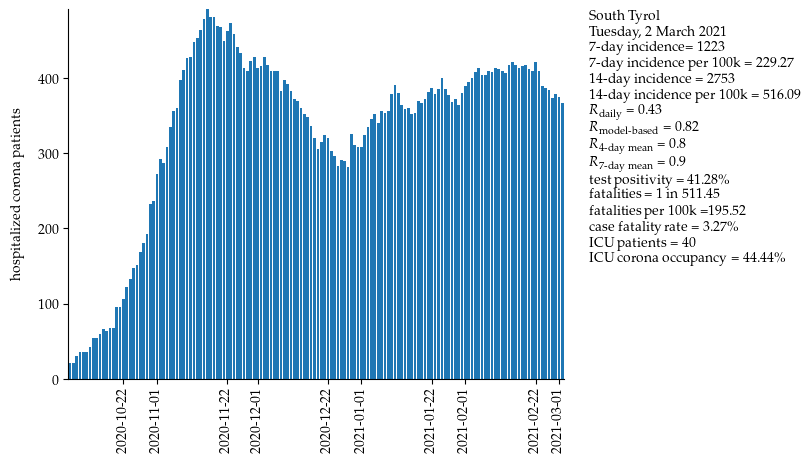 South Tyrol
Tuesday, 2 March 2021
7-day incidence= 1223
7-day incidence per 100k = 229.27
14-day incidence = 2753
14-day incidence per 100k = 516.09
R daily = 0.43
R model-based = 0.82
R 4-day mean = 0.8
R 7-day mean = 0.9
test positivity = 41.28%
fatalities = 1 in 511.45
fatalities per 100k =195.52
case fatality rate = 3.27%
ICU patients = 40
ICU corona occupancy = 44.44%
hospitalized corona patients
400
300
200
100
0
2020-10-22
2020-11-01
2020-11-22
2020-12-01
2020-12-22
2021-01-01
2021-01-22
2021-02-01
2021-02-22
2021-03-01